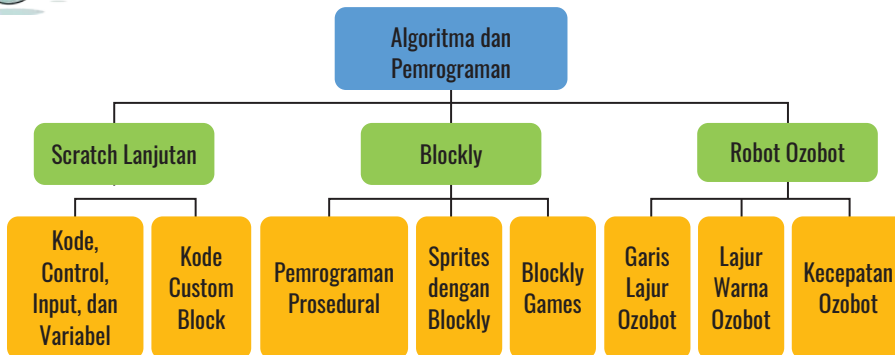 Algoritma dan
Pemrograman
Scratch Lanjutan
Blockly
Robot Ozobot
Kode,
Control,
Input, dan
Variabel
Kode
Custom
Block
Pemrograman
Prosedural
Sprites
dengan
Blockly
Blockly
Games
Garis
Lajur
Ozobot
Lajur
Warna
Ozobot
Kecepatan
Ozobot